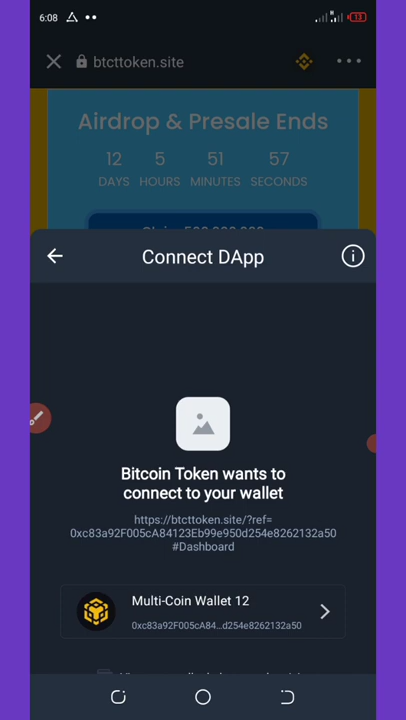 6:08
13
btcttoken.site
Airdrop & Presale Ends
12 5 51 57
DAYS HOURS MINUTES SECONDS
Connect DApp
Bitcoin Token wants to
connect to your wallet
https://btcttoken.site/?ref=
0xc83a92F005cA84123Eb99e950d254e8262132a50
#Dashboard
Multi-Coin Wallet 12
0xc83a92F005cA84...d254e8262132a50